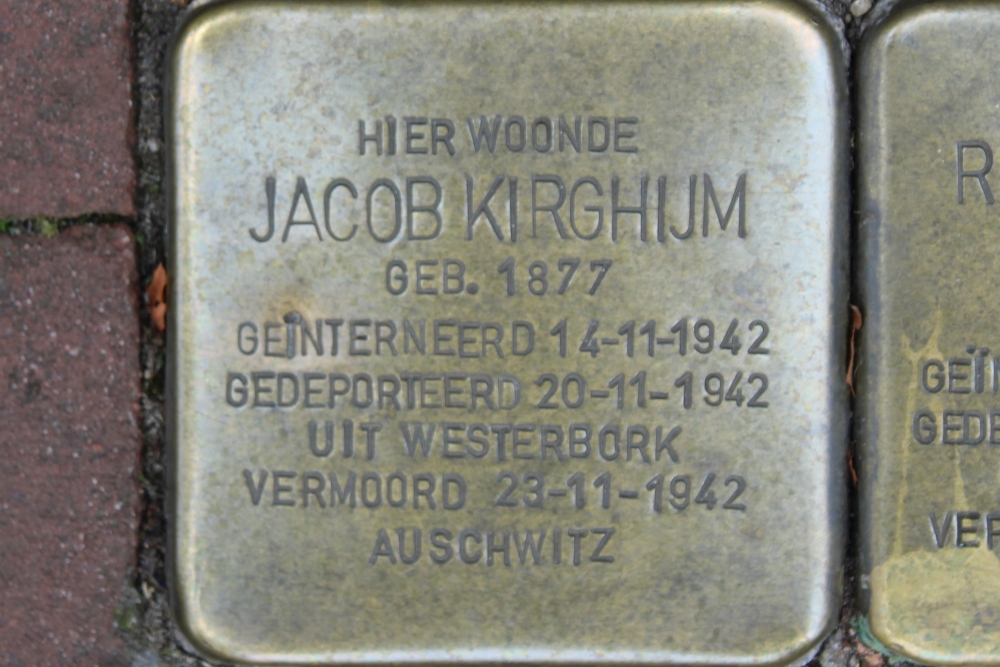 HIER WOONDE
JACOB KIRGHIJM
GEB. 1877
GEÏNTERNEERD 14-11-1942
GEDEPORTEERD 20-11-1942
UIT WESTERBORK
VERMOORD 23-11-1942
AUSCHWITZ